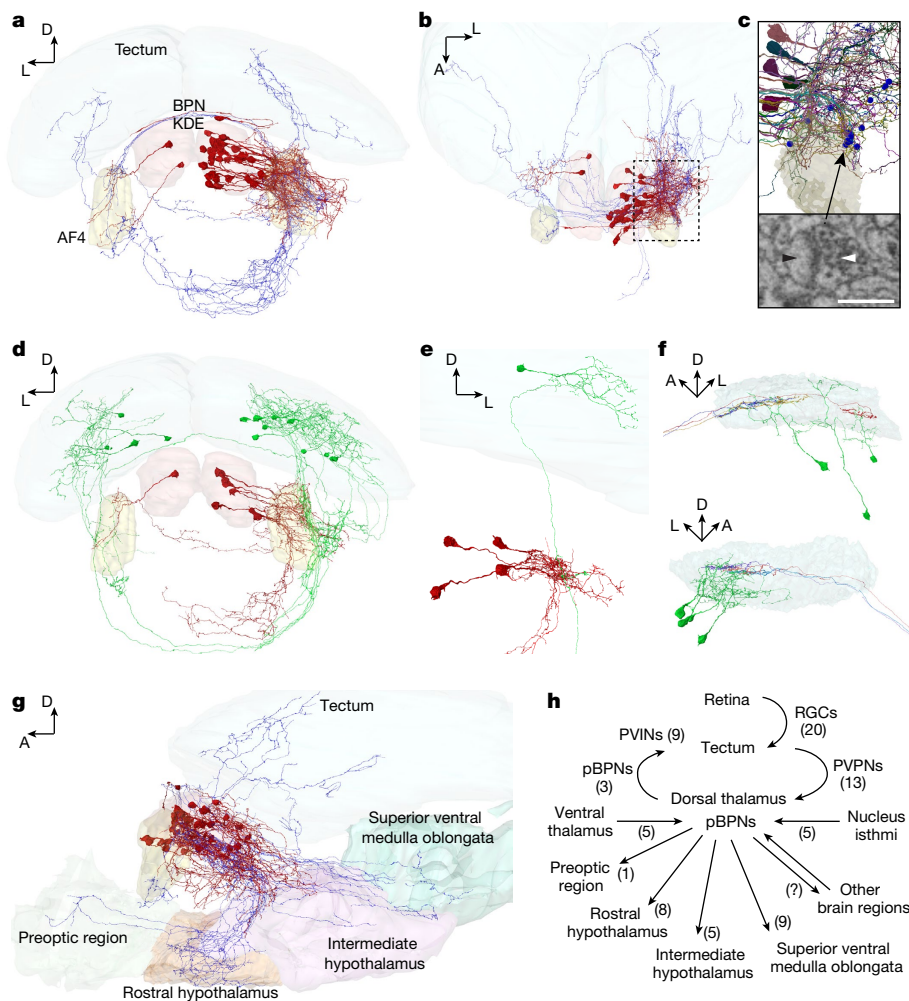 a
D
L
Tectum
BPN
KDE
AF4
b
L
A
c
d
D
L
e
D
L
f
D
A
L
D
L
A
g
D
A
Tectum
Superior ventral
medulla oblongata
Preoptic region
Intermediate
hypothalamus
Rostral hypothalamus
h
Retina
RGCs
(20)
PVINs (9)
Tectum
pBPNs
(3)
PVPNs
(13)
Dorsal thalamus
pBPNs
Ventral
thalamus
(5)
(5)
Nucleus
isthmi
Preoptic
region
(1)
(?)
Other
brain regions
Rostral
hypothalamus
(8)
(5)
(9)
Intermediate
hypothalamus
Superior ventral
medulla oblongata